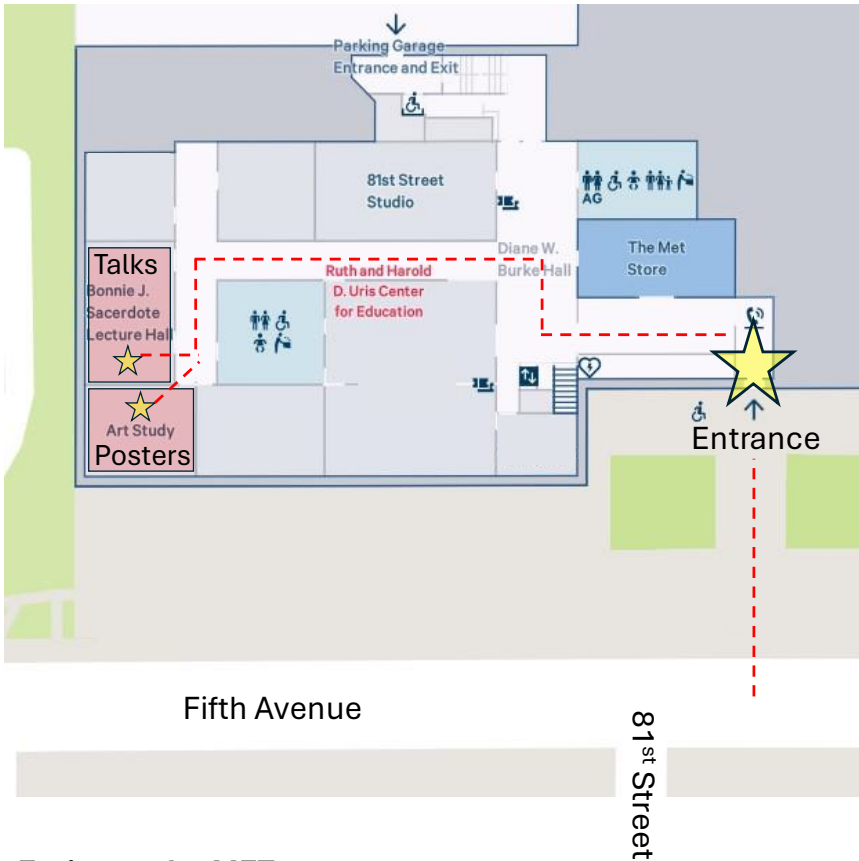 Parking Garage
Entrance and Exit
81st Street
Studio
AG
Talks
Bonnie J.
Sacerdote
Lecture Hall
Ruth and Harold
D. Uris Center
for Education
Diane W.
Burke Hall
The Met
Store
Art Study
Posters
Entrance
Fifth Avenue
81st Street